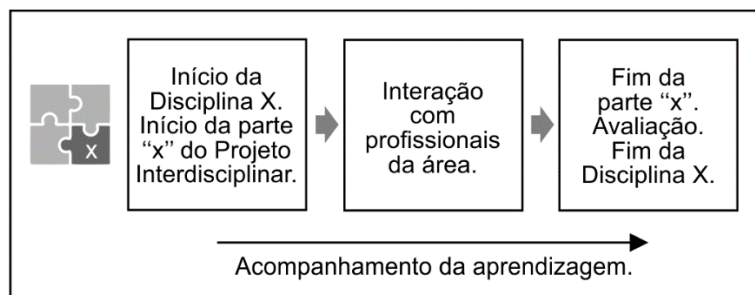 x
Início da
Disciplina X.
Início da parte
“x” do Projeto
Interdisciplinar.
Interação
com
profissionais
da área.
Fim da
parte “x”.
Avaliação.
Fim da
Disciplina X.
Acompanhamento da aprendizagem.